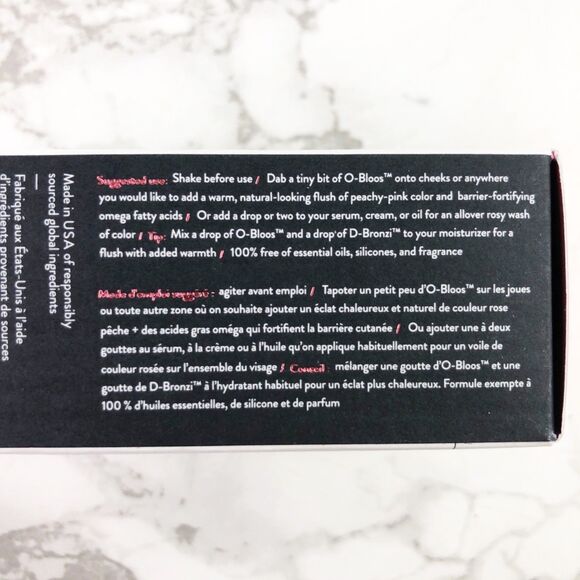 Suggested use: Shake before use / Dab a tiny bit of O-Bloos™ onto cheeks or anywhere
you would like to add a warm, natural-looking flush of peachy-pink color and barrier-fortifying
omega fatty acids / Or add a drop or two to your serum, cream, or oil for an allover rosy wash
of color / Tip: Mix a drop of O-Bloos™ and a drop of D-Bronzi™ to your moisturizer for a
flush with added warmth / 100% free of essential oils, silicones, and fragrance
Mode d'emploi suggéré : agiter avant emploi / Tapoter un petit peu d'O-Bloos™ sur les joues
ou toute autre zone où on souhaite ajouter un éclat chaleureux et naturel de couleur rose
pêche + des acides gras oméga qui fortifient la barrière cutanée / Ou ajouter une à deux
gouttes au sérum, à la crème ou à l'huile qu'on applique habituellement pour un voile de
couleur rosée sur l'ensemble du visage / Conseil : mélanger une goutte d'O-Bloos™ et une
goutte de D-Bronzi™ à l'hydratant habituel pour un éclat plus chaleureux. Formule exempte à
100 % d'huiles essentielles, de silicone et de parfum
Made in USA of responsibly
sourced global ingredients
—
Fabriqué aux États-Unis à l'aide
d'ingrédients provenant de sources